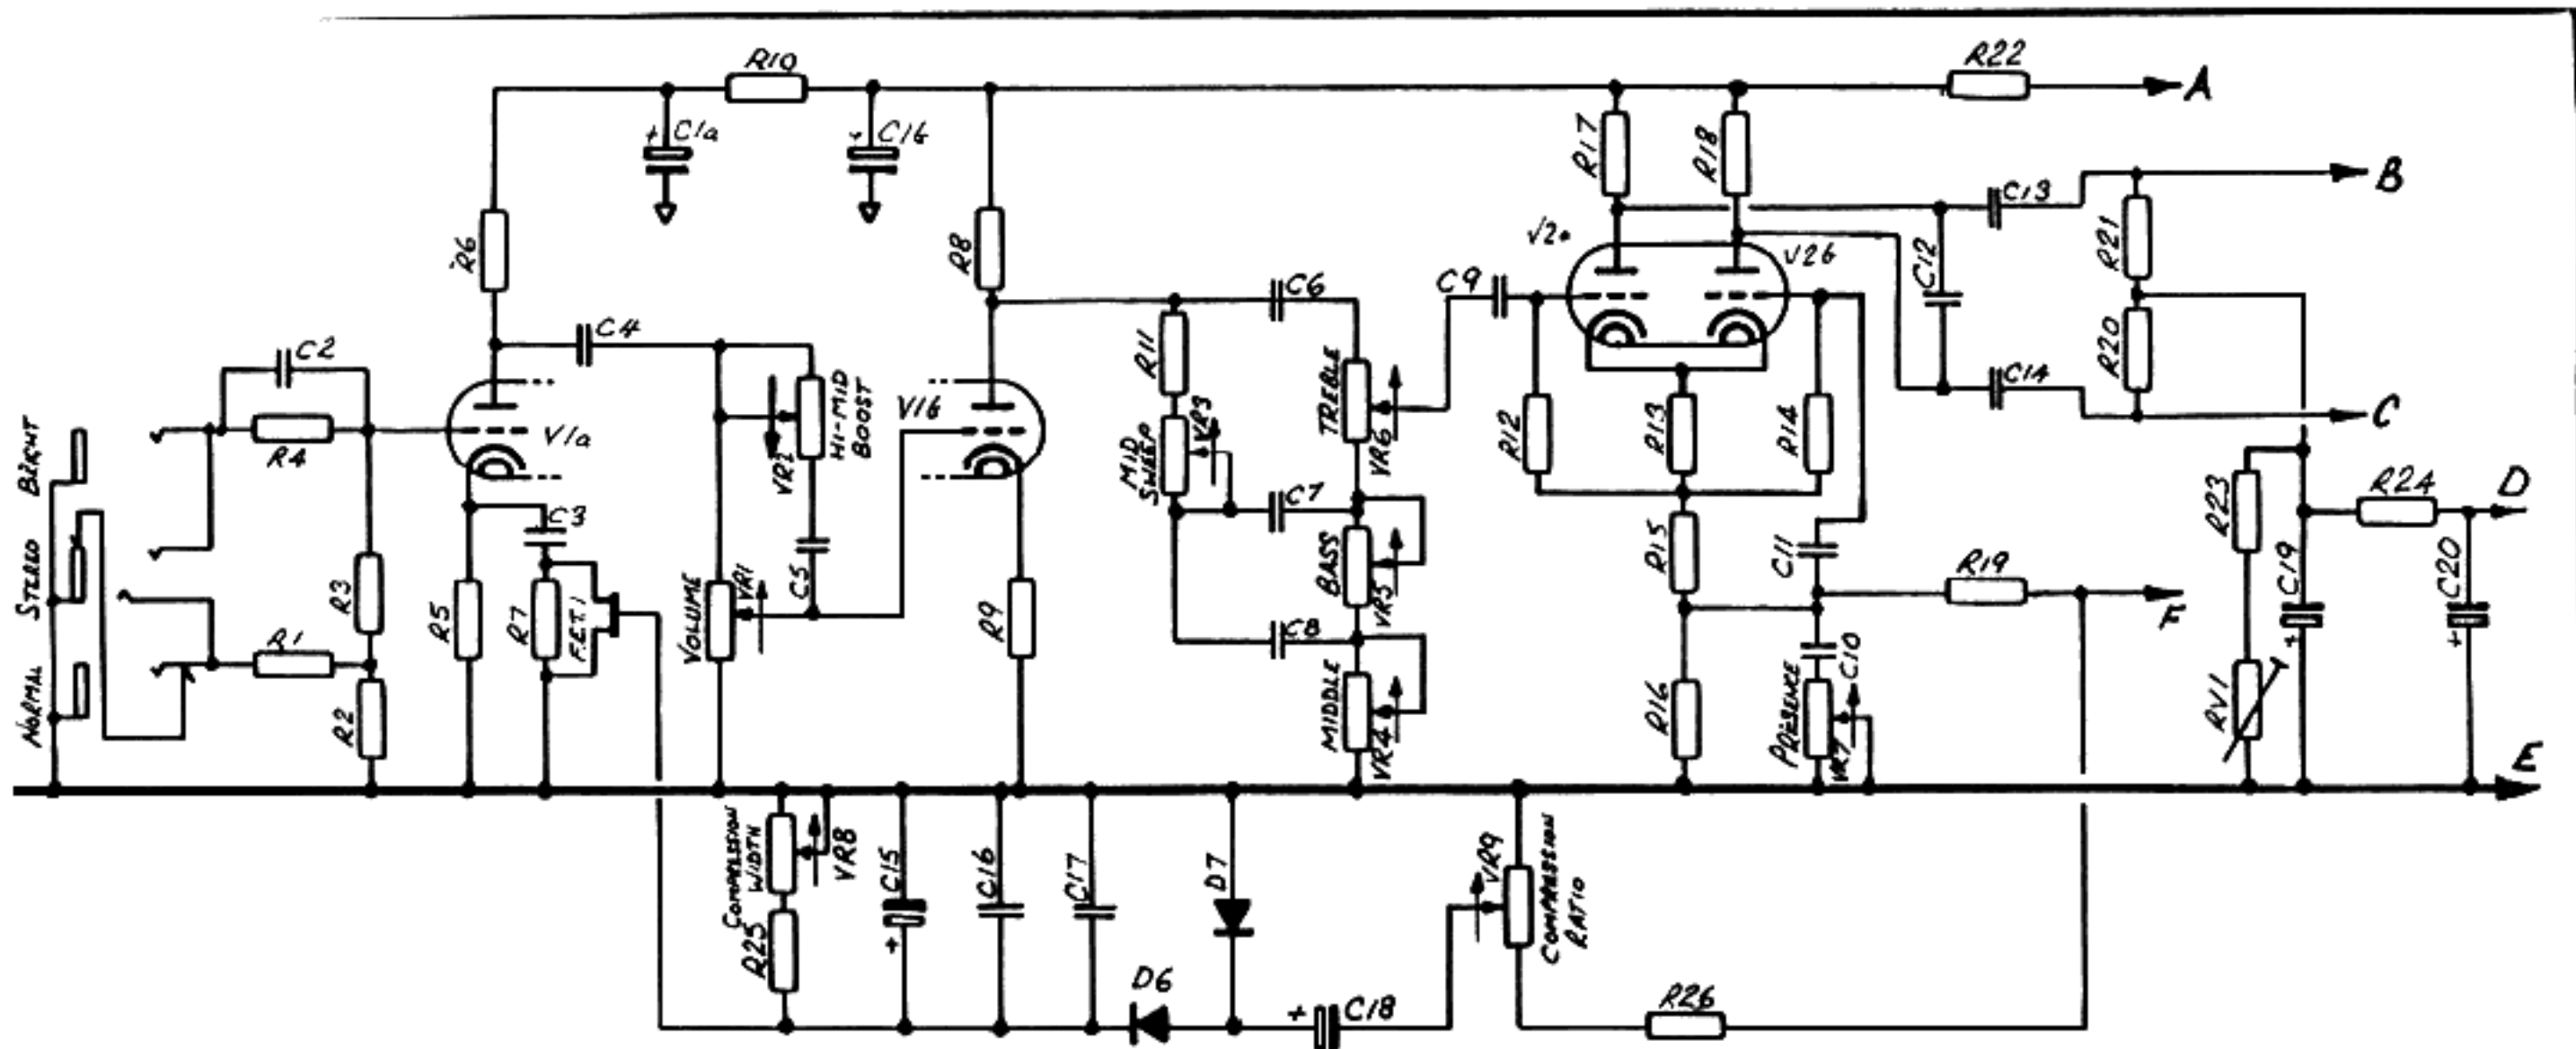 R10
R22
A
C1a
C1b
R17
R18
C13
B
R6
R8
V2a
V2b
C12
R21
C9
C6
C4
R20
C2
R11
TREBLE
VR6
HI-MID
BOOST
VR2
V1b
V1a
R4
MID
SWEEP
VR3
R12
R13
R14
C14
C
BRIGHT
STEREO
NORMAL
C3
C7
R24
D
R23
C5
R15
C11
BASS
VR5
R19
F
C19
C20
R3
R5
R7
F.E.T.1
VOLUME
VR1
R9
C8
R1
R2
MIDDLE
VR4
R16
PRESENCE
C10
VR7
RV1
E
COMPRESSION
WIDTH
VR8
C15
C16
C17
D7
VR9
COMPRESSION
RATIO
R25
D6
C18
R26
+
+
+
+
+
+